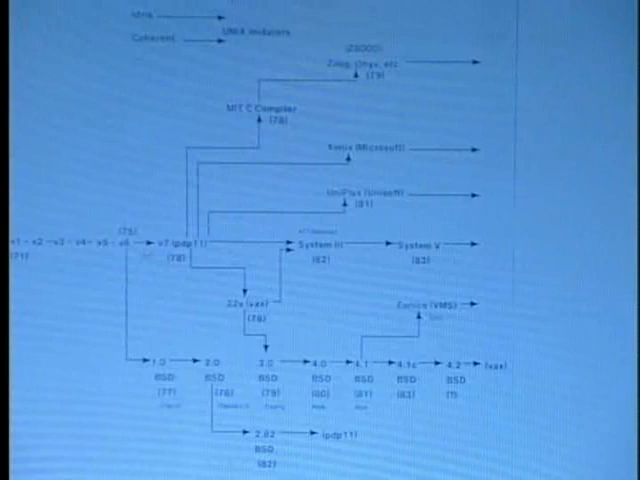 Idris
Coherent
UNIX Imitators
(Z8000)
Zilog, Onyx, etc
(79)
MIT C Compiler
(78)
Xenix (Microsoft)
UniPlus (Unisoft)
(81)
(75)
v1 - v2 - v3 - v4 - v5 - v6
v7 (pdp11)
System III
System V
(71)
(78)
(82)
(83)
32v (vax)
(78)
Eunice (VMS)
1.0
2.0
3.0
4.0
4.1
4.1c
4.2
(vax)
BSD
BSD
BSD
BSD
BSD
BSD
BSD
(77)
(78)
(79)
(80)
(81)
(83)
(?)
2.82
(pdp11)
BSD
(82)